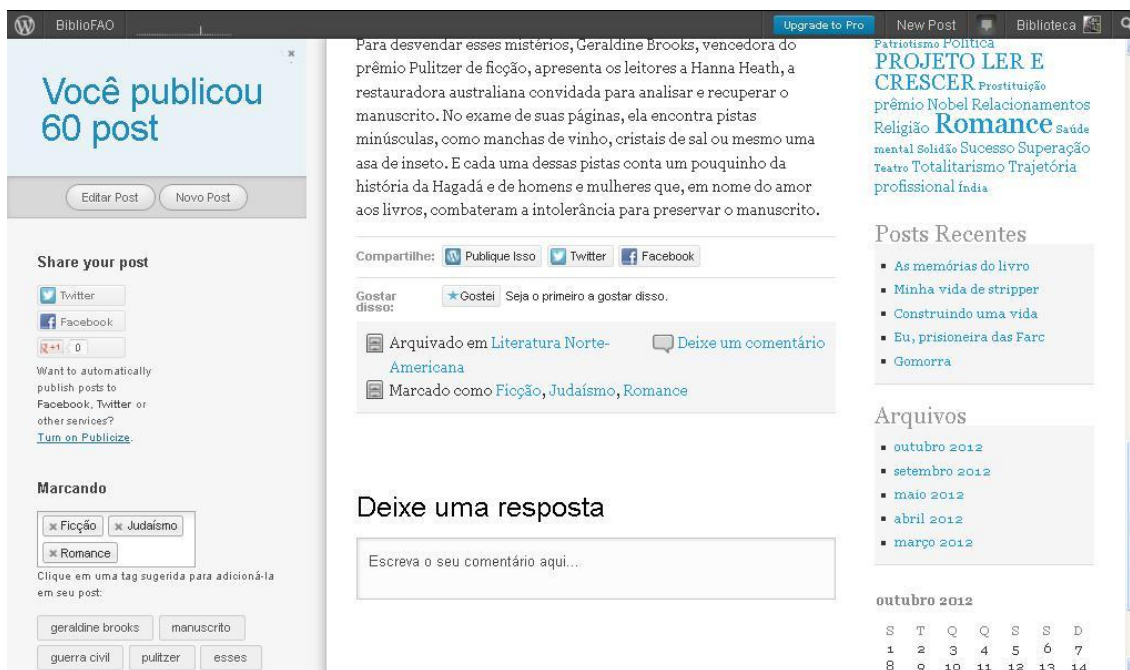 BiblioFAO
Upgrade to Pro
New Post
Biblioteca
Você publicou
60 post
Editar Post
Novo Post
Share your post
Twitter
Facebook
+1
0
Want to automatically
publish posts to
Facebook, Twitter or
other services?
Turn on Publicize.
Marcando
Ficção
Judaísmo
Romance
Clique em uma tag sugerida para adicioná-la
em seu post:
geraldine brooks
manuscrito
guerra civil
pulitzer
esses
Para desvendar esses mistérios, Geraldine Brooks, vencedora do
prêmio Pulitzer de ficção, apresenta os leitores a Hanna Heath, a
restauradora australiana convidada para analisar e recuperar o
manuscrito. No exame de suas páginas, ela encontra pistas
minúsculas, como manchas de vinho, cristais de sal ou mesmo uma
asa de inseto. E cada uma dessas pistas conta um pouquinho da
história da Hagadá e de homens e mulheres que, em nome do amor
aos livros, combateram a intolerância para preservar o manuscrito.
Compartilhe:
Publique Isso
Twitter
Facebook
Gostar
disso:
Gostei
Seja o primeiro a gostar disso.
Arquivado em Literatura Norte-
Americana
Deixe um comentário
Marcado como Ficção, Judaísmo, Romance
Deixe uma resposta
Escreva o seu comentário aqui...
Patriotismo Política
PROJETO LER E
CRESCER Prostituição
prêmio Nobel Relacionamentos
Religião Romance Saúde
mental Solidão Sucesso Superação
Teatro Totalitarismo Trajetória
profissional Índia
Posts Recentes
As memórias do livro
Minha vida de stripper
Construindo uma vida
Eu, prisioneira das Farc
Gomorra
Arquivos
outubro 2012
setembro 2012
maio 2012
abril 2012
março 2012
outubro 2012
S T Q Q S S D
1 2 3 4 5 6 7
8 9 10 11 12 13 14